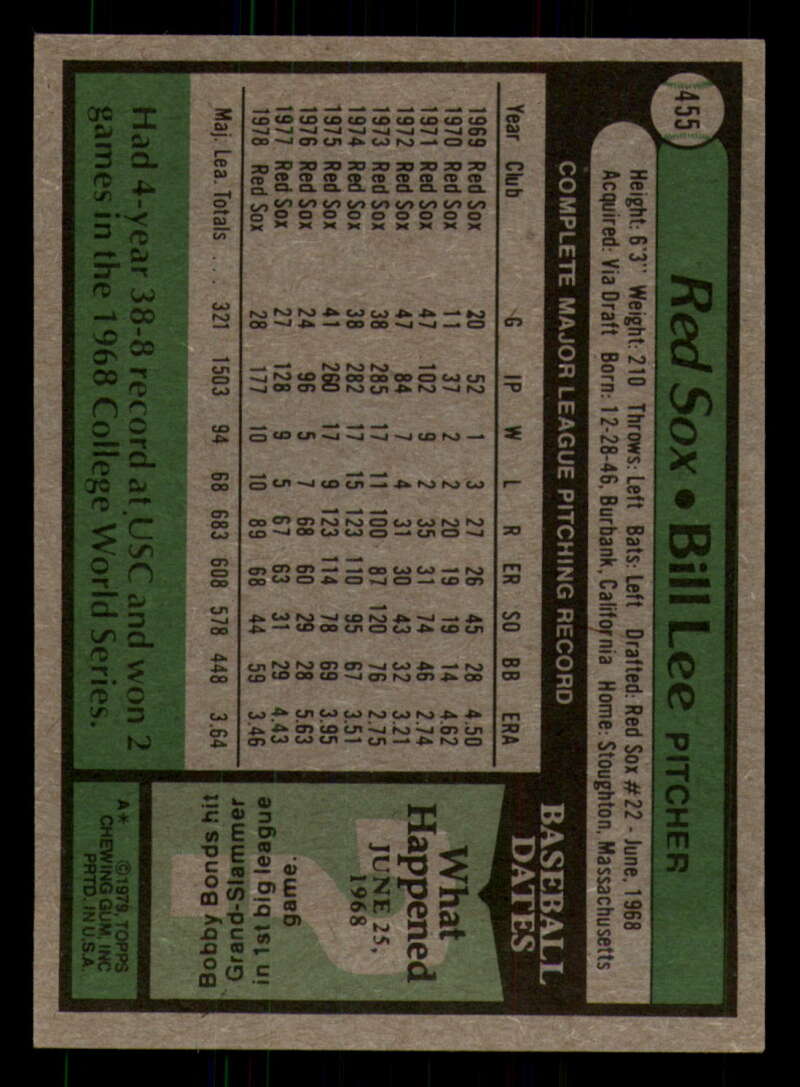 455
Red Sox • Bill Lee PITCHER
Height: 6'3" Weight: 210 Throws: Left Bats: Left Drafted: Red Sox #22 - June, 1968
Acquired: Via Draft Born: 12-28-46, Burbank, California Home: Stoughton, Massachusetts
COMPLETE MAJOR LEAGUE PITCHING RECORD
Year Club G IP W L R ER SO BB ERA
1969 Red Sox 20 52 1 3 27 26 45 28 4.50
1970 Red Sox 11 37 2 2 20 19 19 14 4.62
1971 Red Sox 47 102 9 2 35 31 74 46 2.74
1972 Red Sox 47 84 7 4 31 30 43 32 3.21
1973 Red Sox 38 285 17 11 100 87 120 76 2.75
1974 Red Sox 38 282 17 15 123 110 95 67 3.51
1975 Red Sox 41 260 17 9 123 114 78 69 3.95
1976 Red Sox 24 96 5 7 68 60 29 28 5.63
1977 Red Sox 27 128 9 5 67 63 31 29 4.43
1978 Red Sox 28 177 10 10 89 68 44 59 3.46
Maj. Lea. Totals . . . 321 1503 94 68 683 608 578 448 3.64
Had 4-year 38-8 record at USC and won 2
games in the 1968 College World Series.
BASEBALL
DATES
What
Happened
JUNE 25,
1968
Bobby Bonds hit
Grand-Slammer
in 1st big league
game.
A* ©1979, TOPPS
CHEWING GUM, INC
PRTD. IN U.S.A.